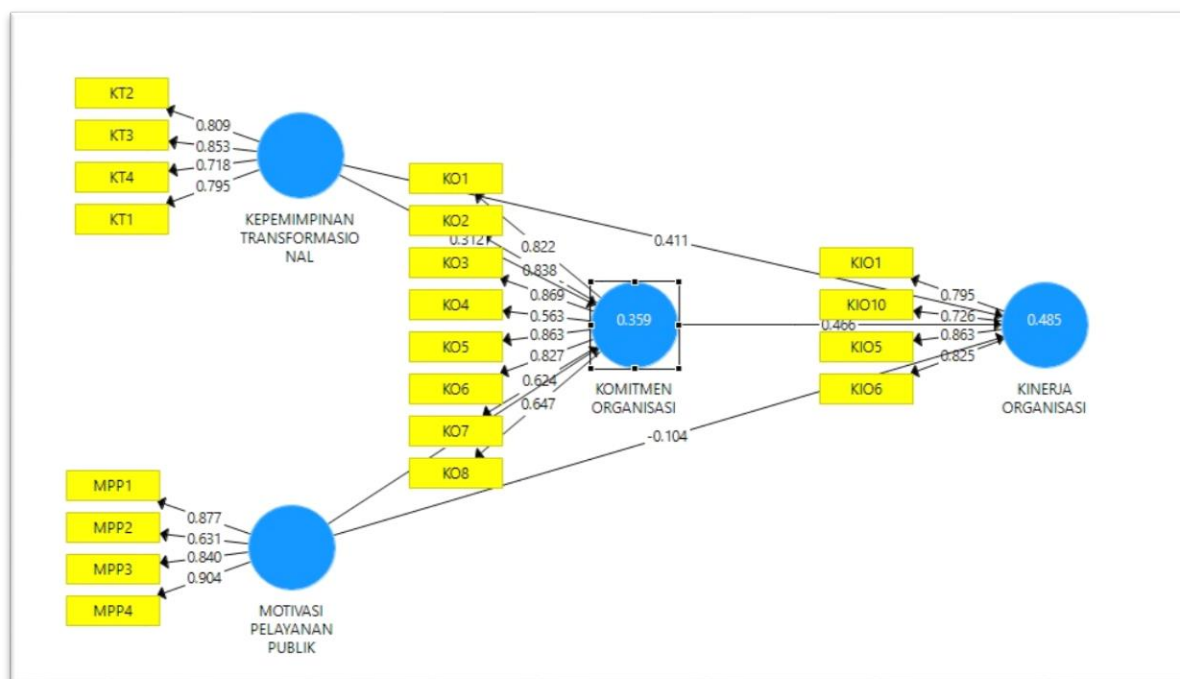 KT2
KT3
KT4
KT1
0.809
0.853
0.718
0.795
KEPEMIMPINAN
TRANSFORMASIO
NAL
KO1
KO2
KO3
KO4
KO5
KO6
KO7
KO8
0.312
0.822
0.838
0.869
0.563
0.863
0.827
0.624
0.647
0.359
KOMITMEN
ORGANISASI
0.411
0.466
-0.104
KIO1
KIO10
KIO5
KIO6
0.795
0.726
0.863
0.825
0.485
KINERJA
ORGANISASI
MPP1
MPP2
MPP3
MPP4
0.877
0.631
0.840
0.904
MOTIVASI
PELAYANAN
PUBLIK